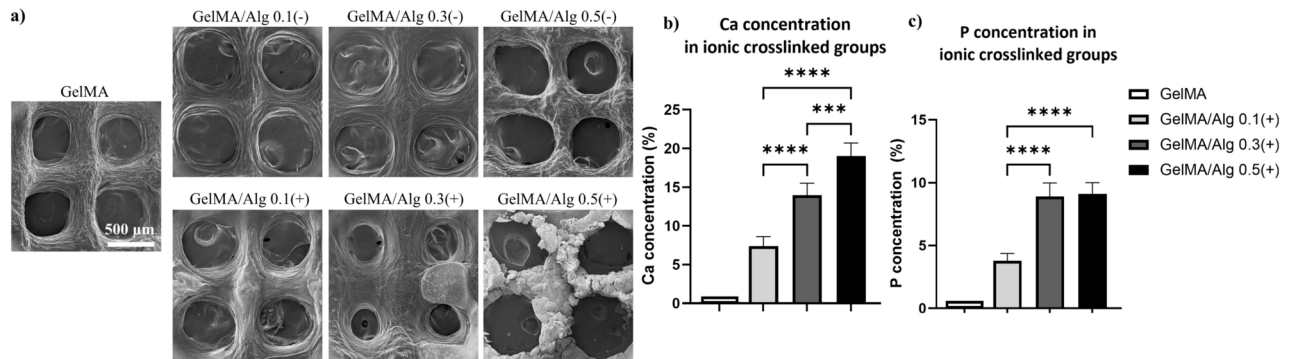 a)
GelMA
500 µm
GelMA/Alg 0.1(-)
GelMA/Alg 0.3(-)
GelMA/Alg 0.5(-)
GelMA/Alg 0.1(+)
GelMA/Alg 0.3(+)
GelMA/Alg 0.5(+)
b)
Ca concentration
in ionic crosslinked groups
Ca concentration (%)
25
20
15
10
5
0
****
***
****
c)
P concentration in
ionic crosslinked groups
P concentration (%)
15
10
5
0
****
****
GelMA
GelMA/Alg 0.1(+)
GelMA/Alg 0.3(+)
GelMA/Alg 0.5(+)